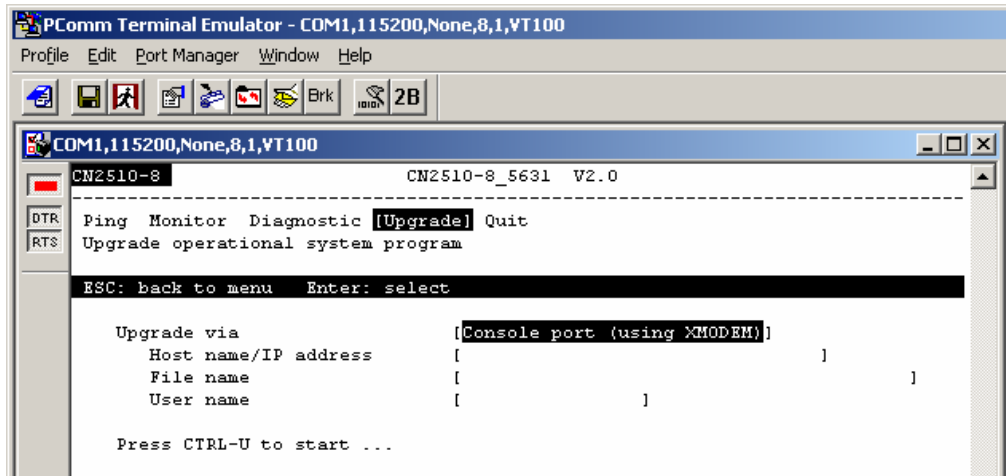 PComm Terminal Emulator - COM1,115200,None,8,1,VT100
Profile Edit Port Manager Window Help
Brk 2B
COM1,115200,None,8,1,VT100
CN2510-8 CN2510-8_5631 V2.0
DTR Ping Monitor Diagnostic [Upgrade] Quit
RTS Upgrade operational system program
ESC: back to menu Enter: select
Upgrade via [Console port (using XMODEM)]
Host name/IP address [ ]
File name [ ]
User name [ ]
Press CTRL-U to start ...